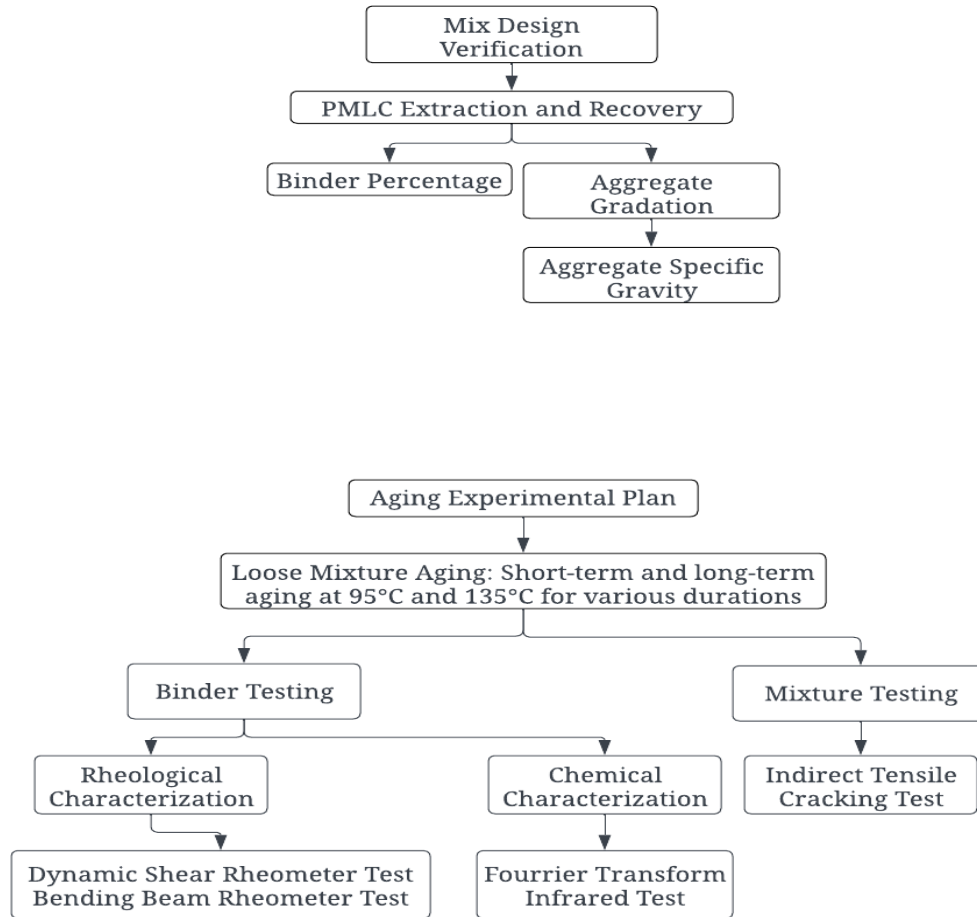 Mix Design
Verification
PMLC Extraction and Recovery
Binder Percentage
Aggregate
Gradation
Aggregate Specific
Gravity
Aging Experimental Plan
Loose Mixture Aging: Short-term and long-term
aging at 95°C and 135°C for various durations
Binder Testing
Mixture Testing
Rheological
Characterization
Chemical
Characterization
Indirect Tensile
Cracking Test
Dynamic Shear Rheometer Test
Bending Beam Rheometer Test
Fourrier Transform
Infrared Test